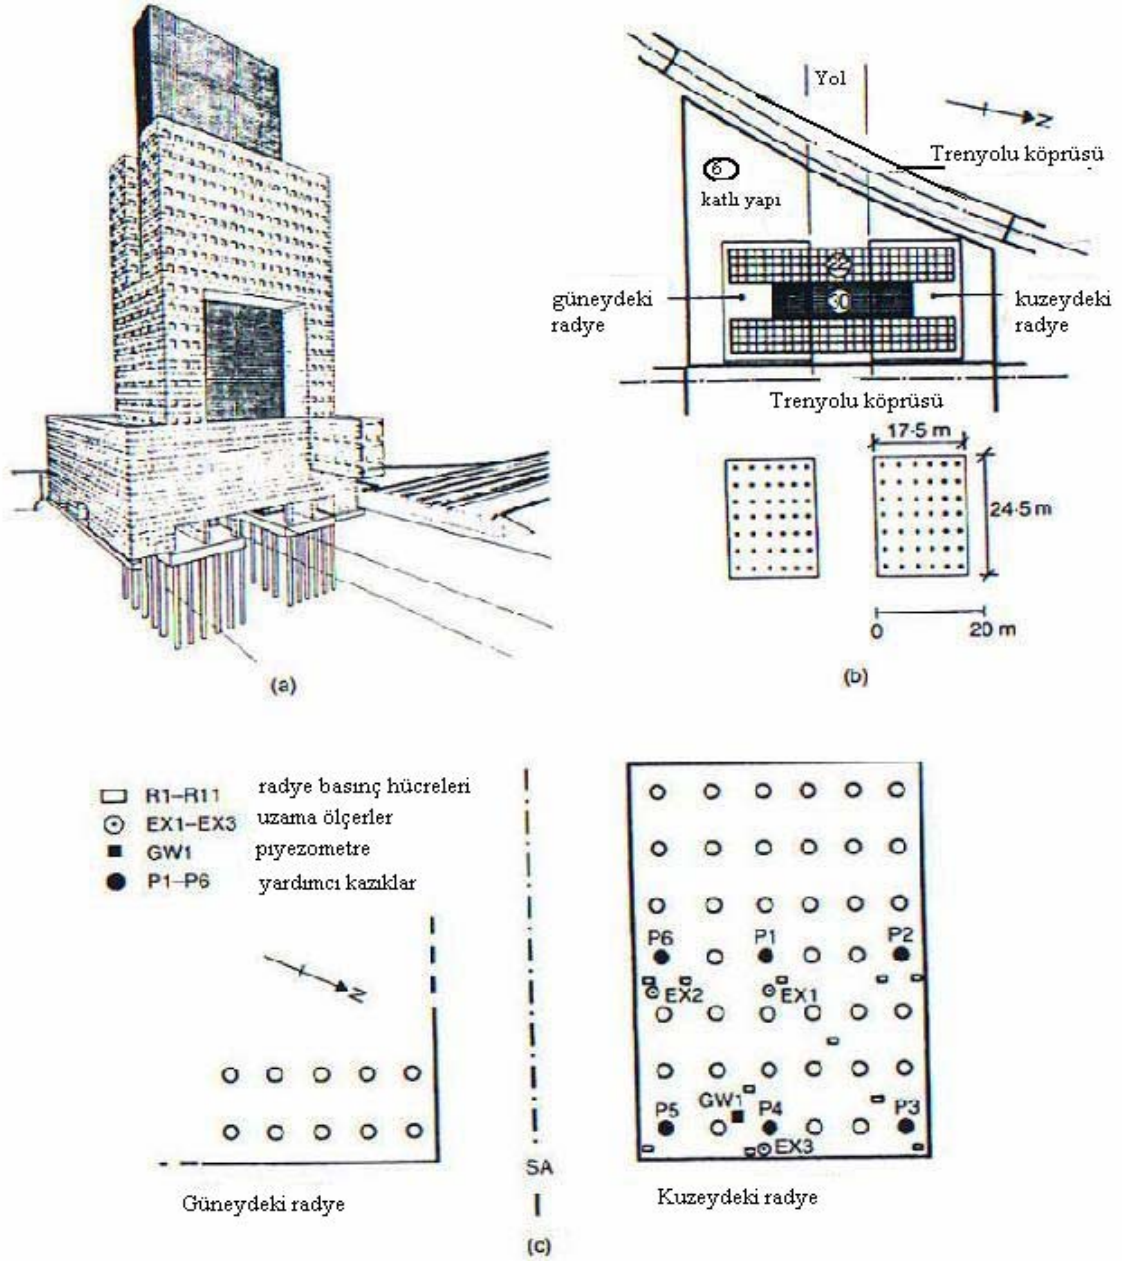 (a)
Yol
N
Trenyolu köprüsü
6
katlı yapı
22
30
güneydeki
radye
kuzeydeki
radye
Trenyolu köprüsü
17·5 m
24·5 m
0 20 m
(b)
R1–R11 radye basınç hücreleri
EX1–EX3 uzama ölçerler
GW1 pıyezometre
P1–P6 yardımcı kazıklar
N
P6 P1 P2
EX2 EX1
GW1
P5 P4 P3
EX3
SA
Güneydeki radye
Kuzeydeki radye
(c)